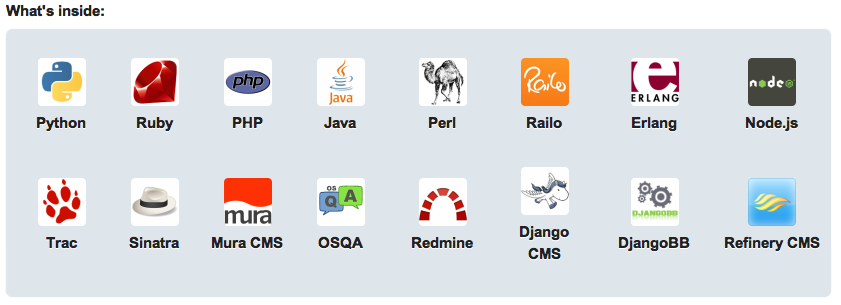 What's inside:
php
Java
Railo
e
ERLANG
node
Python Ruby PHP Java Perl Railo Erlang Node.js
mura
OS
Q A
DJANGOBB
Trac Sinatra Mura CMS OSQA Redmine Django CMS DjangoBB Refinery CMS